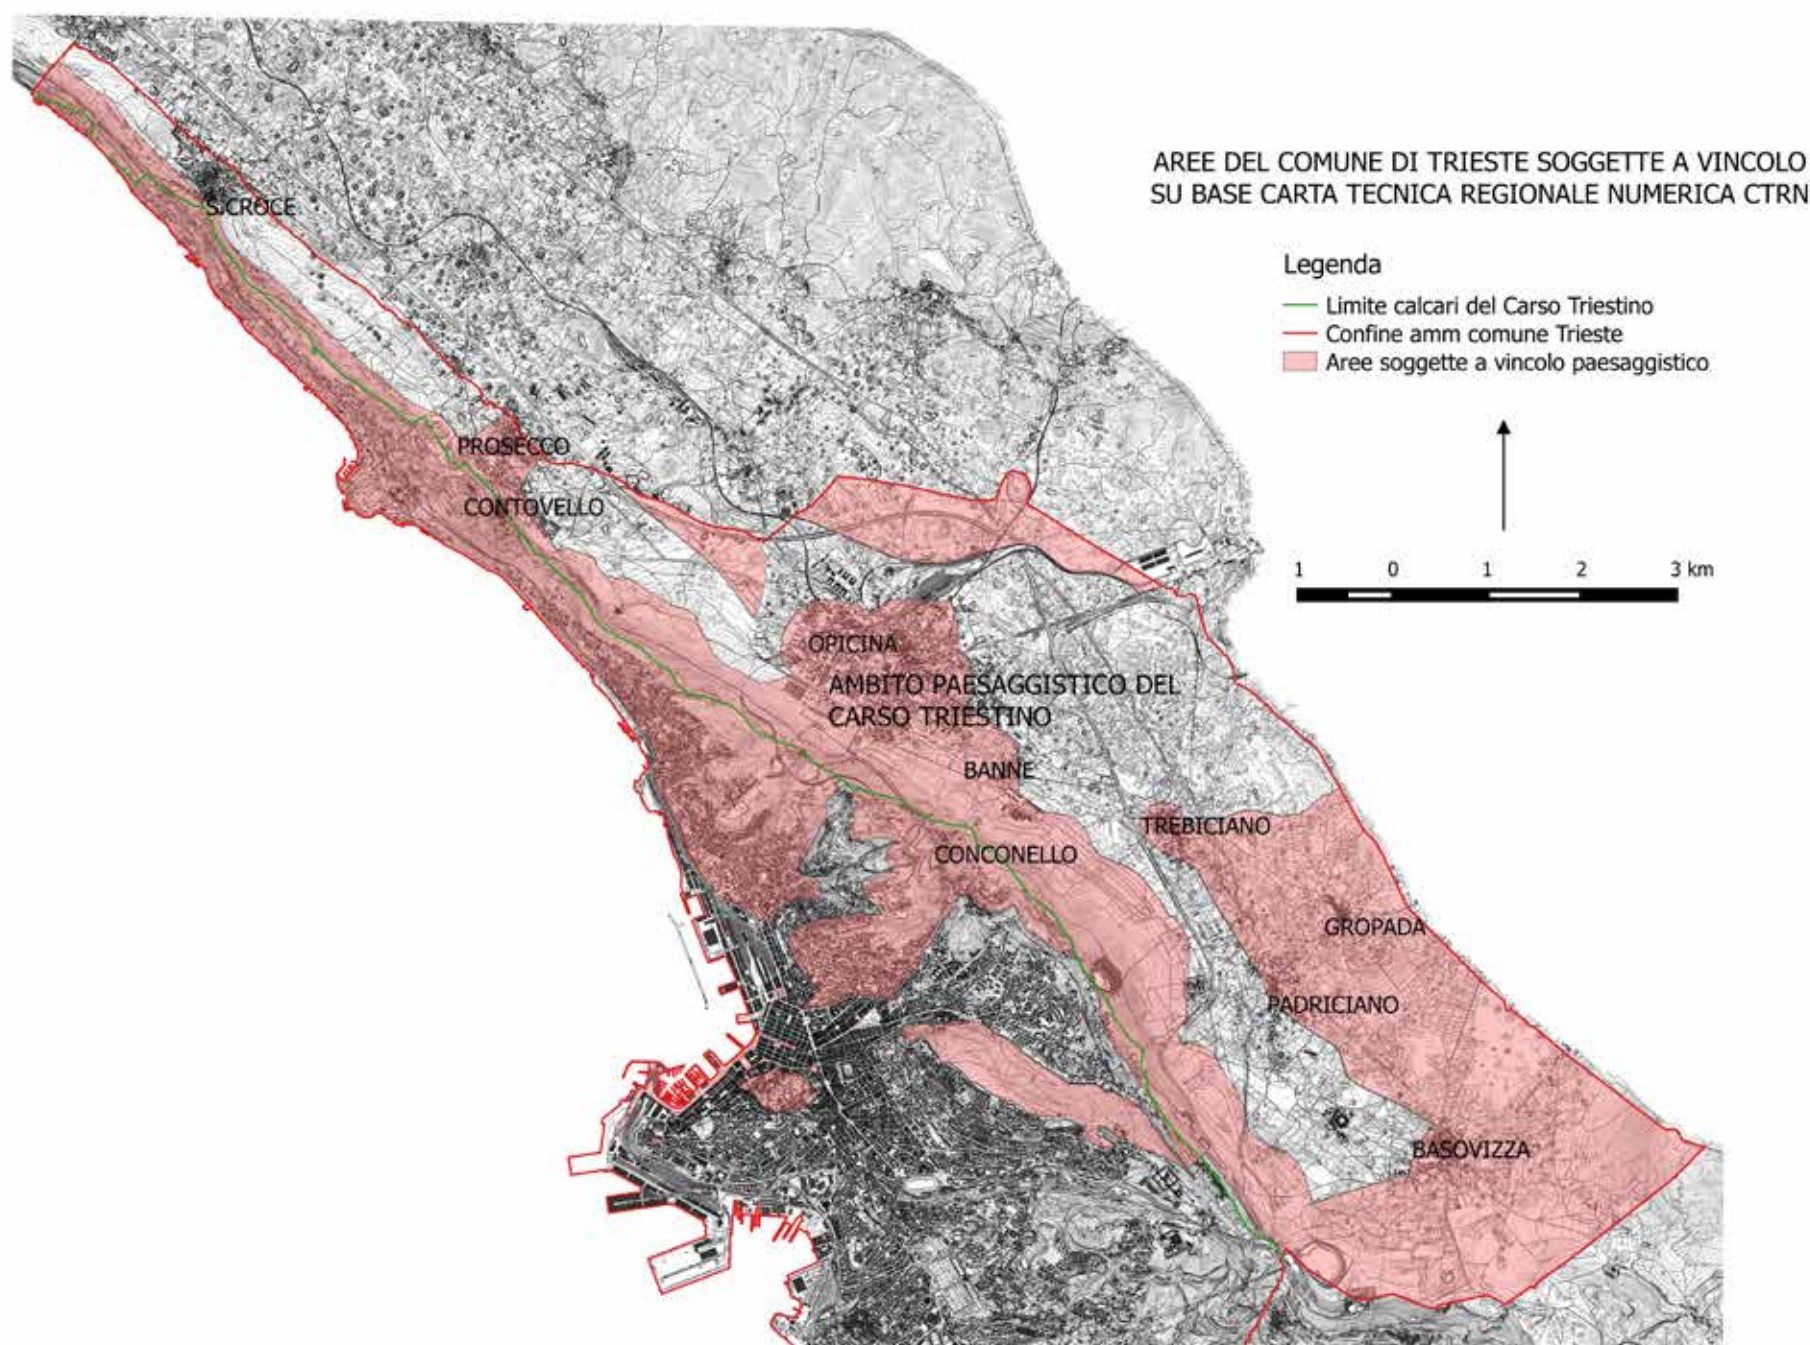 AREE DEL COMUNE DI TRIESTE SOGGETTE A VINCOLO
SU BASE CARTA TECNICA REGIONALE NUMERICA CTRN
Legenda
Limite calcari del Carso Triestino
Confine amm comune Trieste
Aree soggette a vincolo paesaggistico
1 0 1 2 3 km
S.CROCE
PROSECCO
CONTOVELLO
OPICINA
AMBITO PAESAGGISTICO DEL
CARSO TRIESTINO
BANNE
TREBICIANO
CONCONELLO
GROPADA
PADRICIANO
BASOVIZZA